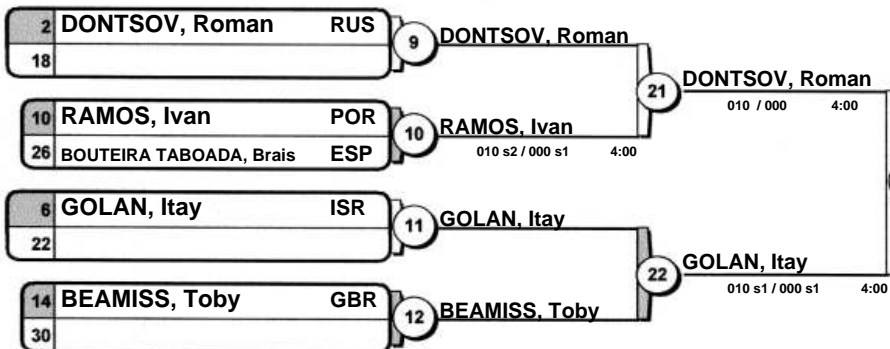 2 DONTSOV, Roman RUS
18
9 DONTSOV, Roman
10 RAMOS, Ivan POR
26 BOUTEIRA TABOADA, Brais ESP
10 RAMOS, Ivan
010 s2 / 000 s1 4:00
21 DONTSOV, Roman
010 / 000 4:00
6 GOLAN, Itay ISR
22
11 GOLAN, Itay
14 BEAMISS, Toby GBR
30
12 BEAMISS, Toby
22 GOLAN, Itay
010 s1 / 000 s1 4:00